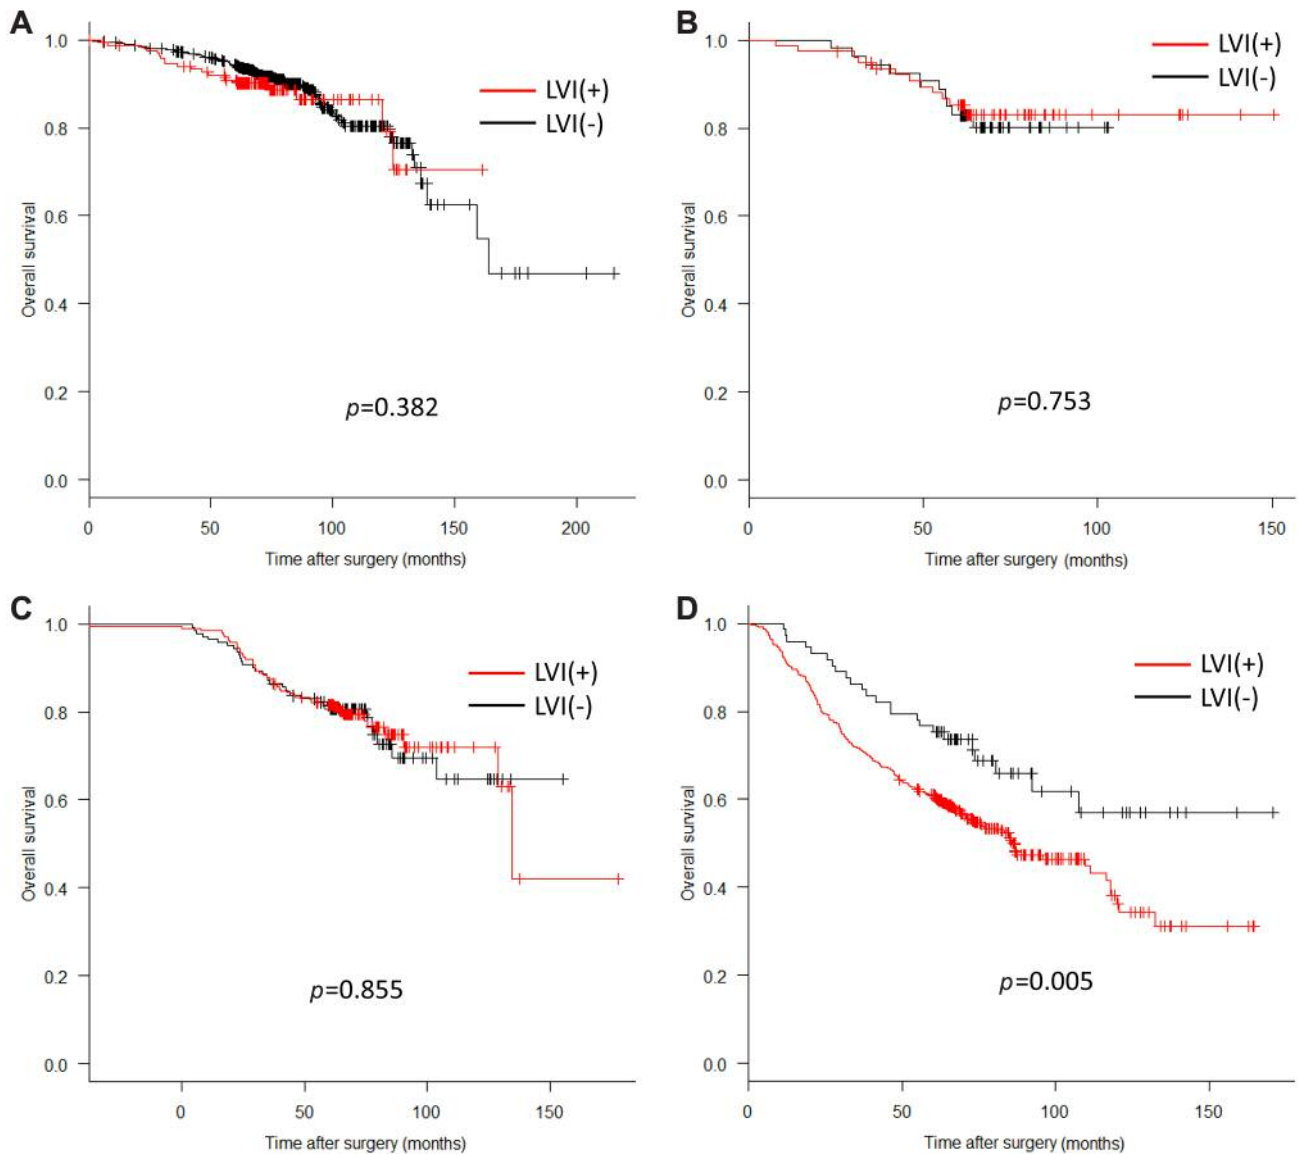 A
1.0
0.8
0.6
0.4
0.2
0.0
Overall survival
LVI(+)
LVI(-)
p=0.382
0 50 100 150 200
Time after surgery (months)
B
1.0
0.8
0.6
0.4
0.2
0.0
Overall survival
LVI(+)
LVI(-)
p=0.753
0 50 100 150
Time after surgery (months)
C
1.0
0.8
0.6
0.4
0.2
0.0
Overall survival
LVI(+)
LVI(-)
p=0.855
0 50 100 150
Time after surgery (months)
D
1.0
0.8
0.6
0.4
0.2
0.0
Overall survival
LVI(+)
LVI(-)
p=0.005
0 50 100 150
Time after surgery (months)